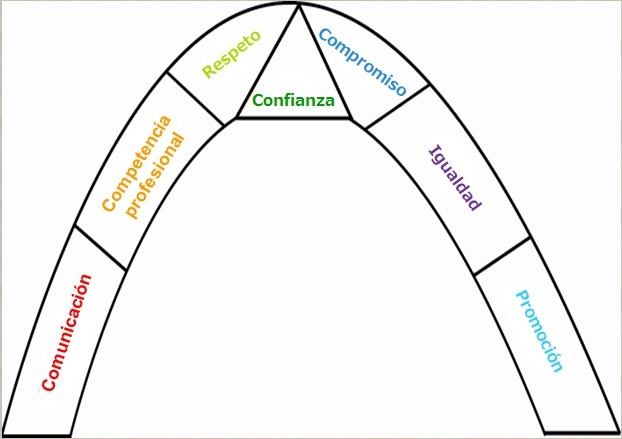 Comunicación
Competencia
profesional
Respeto
Confianza
Compromiso
Igualdad
Promoción